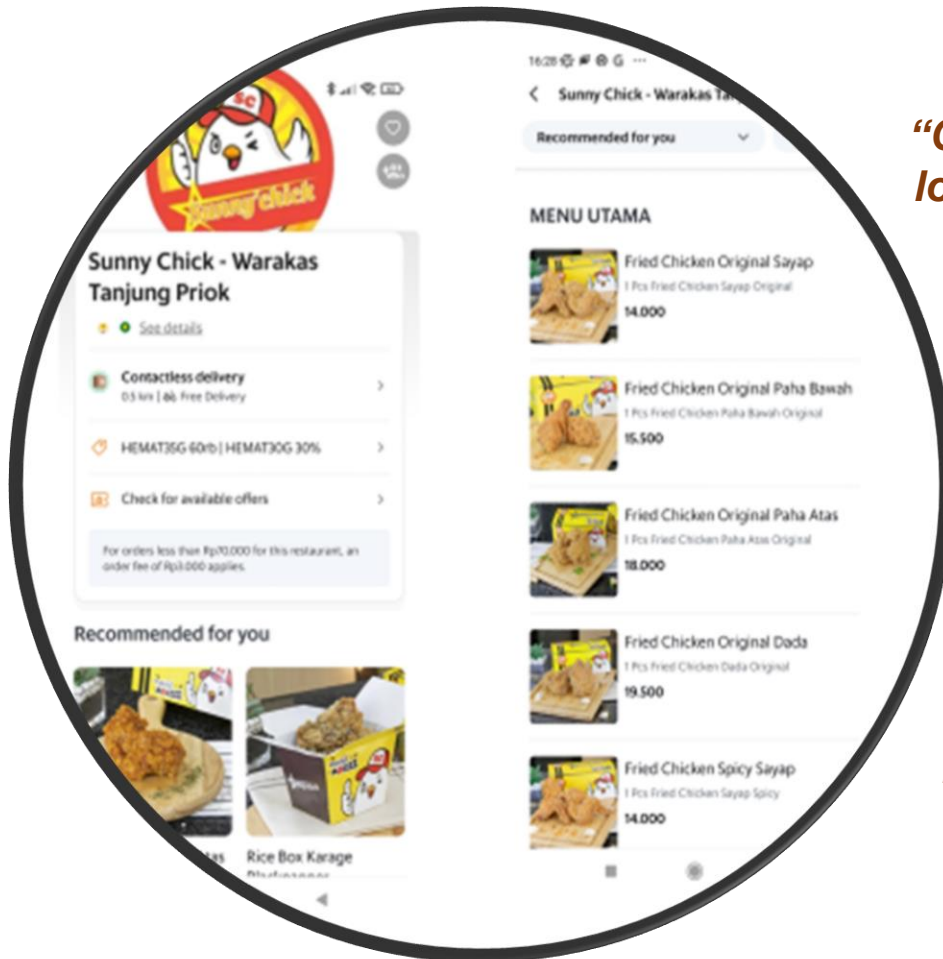 SC
Sunny chick
Sunny Chick - Warakas
Tanjung Priok
See details
Contactless delivery
0.5 km | Free Delivery
HEMAT35G 60rb | HEMAT30G 30%
Check for available offers
For orders less than Rp70.000 for this restaurant, an
order fee of Rp3.000 applies.
Recommended for you
Rice Box Karage
16:28 G ...
Sunny Chick - Warakas
Recommended for you
MENU UTAMA
Fried Chicken Original Sayap
1 Pcs Fried Chicken Sayap Original
14.000
Fried Chicken Original Paha Bawah
1 Pcs Fried Chicken Paha Bawah Original
15.500
Fried Chicken Original Paha Atas
1 Pcs Fried Chicken Paha Atas Original
18.000
Fried Chicken Original Dada
1 Pcs Fried Chicken Dada Original
19.500
Fried Chicken Spicy Sayap
1 Pcs Fried Chicken Sayap Spicy
14.000